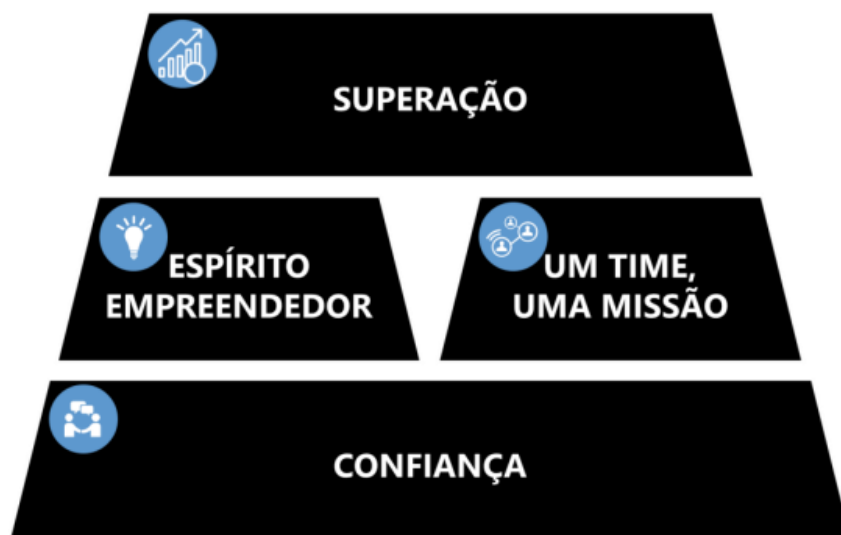 SUPERAÇÃO
ESPÍRITO
EMPREENDEDOR
UM TIME,
UMA MISSÃO
CONFIANÇA